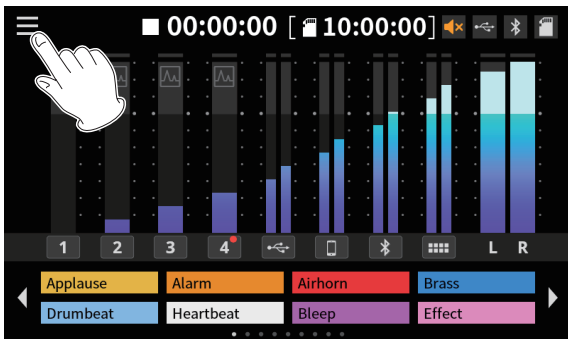 00:00:00 [ 10:00:00]
1 2 3 4 L R
Applause Alarm Airhorn Brass
Drumbeat Heartbeat Bleep Effect